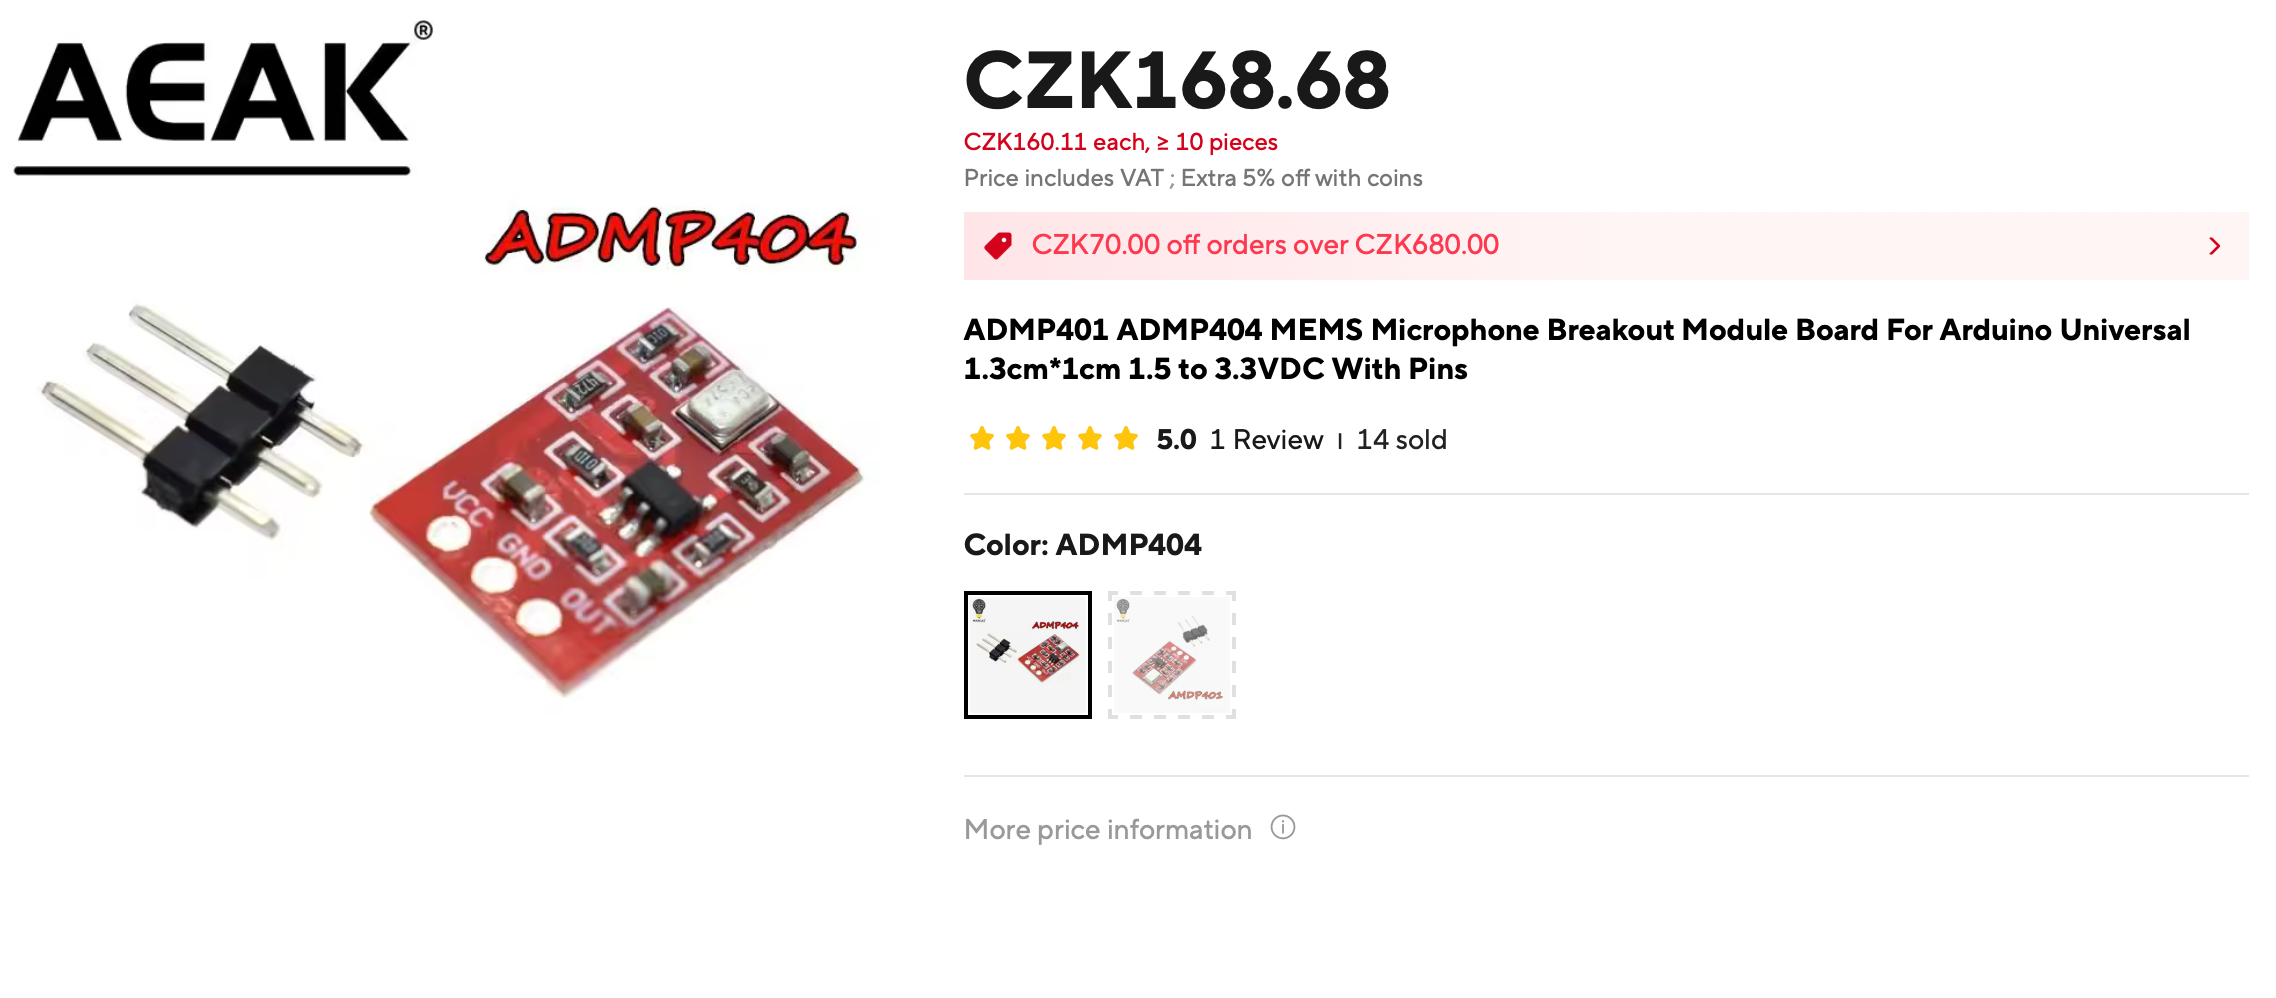 AEAK®
ADMP404
VCC
GND
OUT
CZK168.68
CZK160.11 each, ≥ 10 pieces
Price includes VAT ; Extra 5% off with coins
CZK70.00 off orders over CZK680.00
ADMP401 ADMP404 MEMS Microphone Breakout Module Board For Arduino Universal
1.3cm*1cm 1.5 to 3.3VDC With Pins
5.0 1 Review | 14 sold
Color: ADMP404
ADMP404
AMDP401
More price information